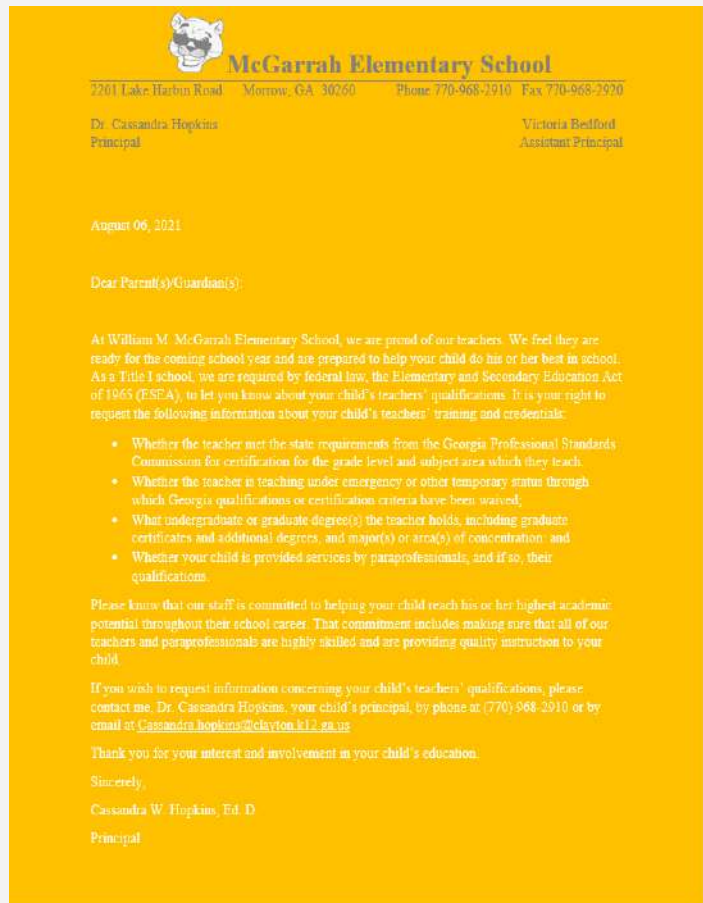 McGarrah Elementary School
2261 Lake Harbin Road Morrow, GA 30260 Phone 770-968-2910 Fax 770-968-2920
Dr. Cassandra Hopkins Victoria Bedford
Principal Assistant Principal
August 06, 2021
Dear Parent(s)/Guardian(s):
At William M. McGarrah Elementary School, we are proud of our teachers. We feel they are
ready for the coming school year and are prepared to help your child do his or her best in school.
As a Title I school, we are required by federal law, the Elementary and Secondary Education Act
of 1965 (ESEA), to let you know about your child's teachers' qualifications. It is your right to
request the following information about your child's teachers' training and credentials:
• Whether the teacher met the state requirements from the Georgia Professional Standards
Commission for certification for the grade level and subject area which they teach.
• Whether the teacher is teaching under emergency or other temporary status through
which Georgia qualifications or certification criteria have been waived;
• What undergraduate or graduate degree(s) the teacher holds, including graduate
certificates and additional degrees, and major(s) or area(s) of concentration: and
• Whether your child is provided services by paraprofessionals, and if so, their
qualifications.
Please know that our staff is committed to helping your child reach his or her highest academic
potential throughout their school career. That commitment includes making sure that all of our
teachers and paraprofessionals are highly skilled and are providing quality instruction to your
child.
If you wish to request information concerning your child's teachers' qualifications, please
contact me, Dr. Cassandra Hopkins, your child's principal, by phone at (770) 968-2910 or by
email at Cassandra.hopkins@clayton.k12.ga.us
Thank you for your interest and involvement in your child's education.
Sincerely,
Cassandra W. Hopkins, Ed. D
Principal